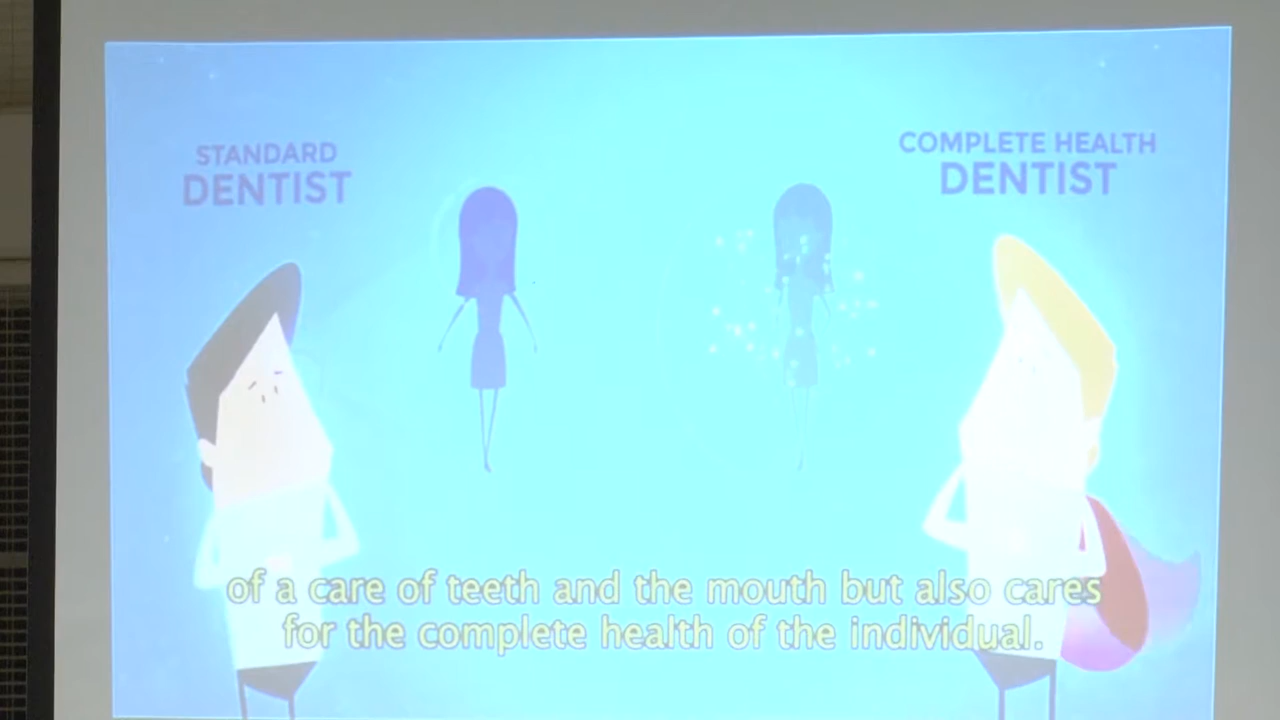 STANDARD
DENTIST
COMPLETE HEALTH
DENTIST
of a care of teeth and the mouth but also cares
for the complete health of the individual.